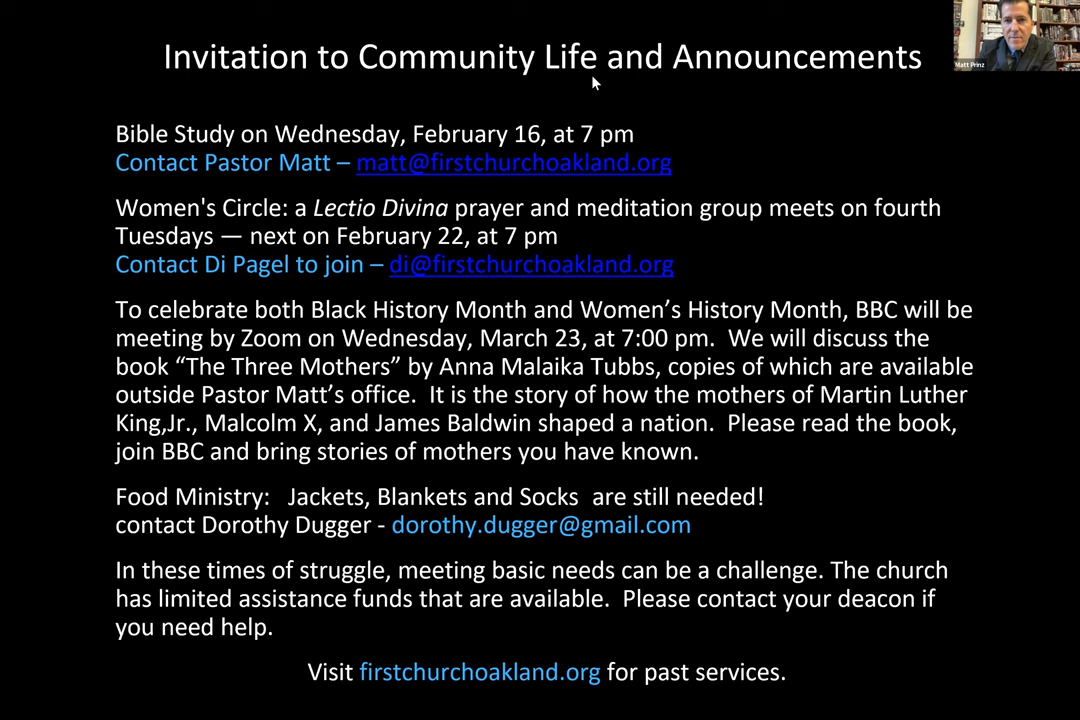 Invitation to Community Life and Announcements
Matt Prinz
Bible Study on Wednesday, February 16, at 7 pm
Contact Pastor Matt – matt@firstchurchoakland.org
Women's Circle: a Lectio Divina prayer and meditation group meets on fourth
Tuesdays — next on February 22, at 7 pm
Contact Di Pagel to join – di@firstchurchoakland.org
To celebrate both Black History Month and Women’s History Month, BBC will be
meeting by Zoom on Wednesday, March 23, at 7:00 pm.  We will discuss the
book “The Three Mothers” by Anna Malaika Tubbs, copies of which are available
outside Pastor Matt’s office.  It is the story of how the mothers of Martin Luther
King,Jr., Malcolm X, and James Baldwin shaped a nation.  Please read the book,
join BBC and bring stories of mothers you have known.
Food Ministry:   Jackets, Blankets and Socks  are still needed!
contact Dorothy Dugger - dorothy.dugger@gmail.com
In these times of struggle, meeting basic needs can be a challenge. The church
has limited assistance funds that are available.  Please contact your deacon if
you need help.
Visit firstchurchoakland.org for past services.